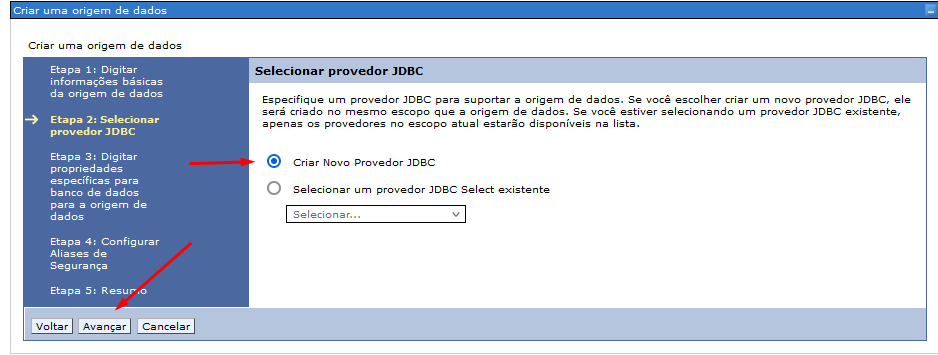 Criar uma origem de dados
Criar uma origem de dados
Etapa 1: Digitar
informações básicas
da origem de dados
Etapa 2: Selecionar
provedor JDBC
Etapa 3: Digitar
propriedades
específicas para
banco de dados
para a origem de
dados
Etapa 4: Configurar
Aliases de
Segurança
Etapa 5: Resumo
Selecionar provedor JDBC
Especifique um provedor JDBC para suportar a origem de dados. Se você escolher criar um novo provedor JDBC, ele
será criado no mesmo escopo que a origem de dados. Se você estiver selecionando um provedor JDBC existente,
apenas os provedores no escopo atual estarão disponíveis na lista.
Criar Novo Provedor JDBC
Selecionar um provedor JDBC Select existente
Selecionar...
Voltar Avançar Cancelar